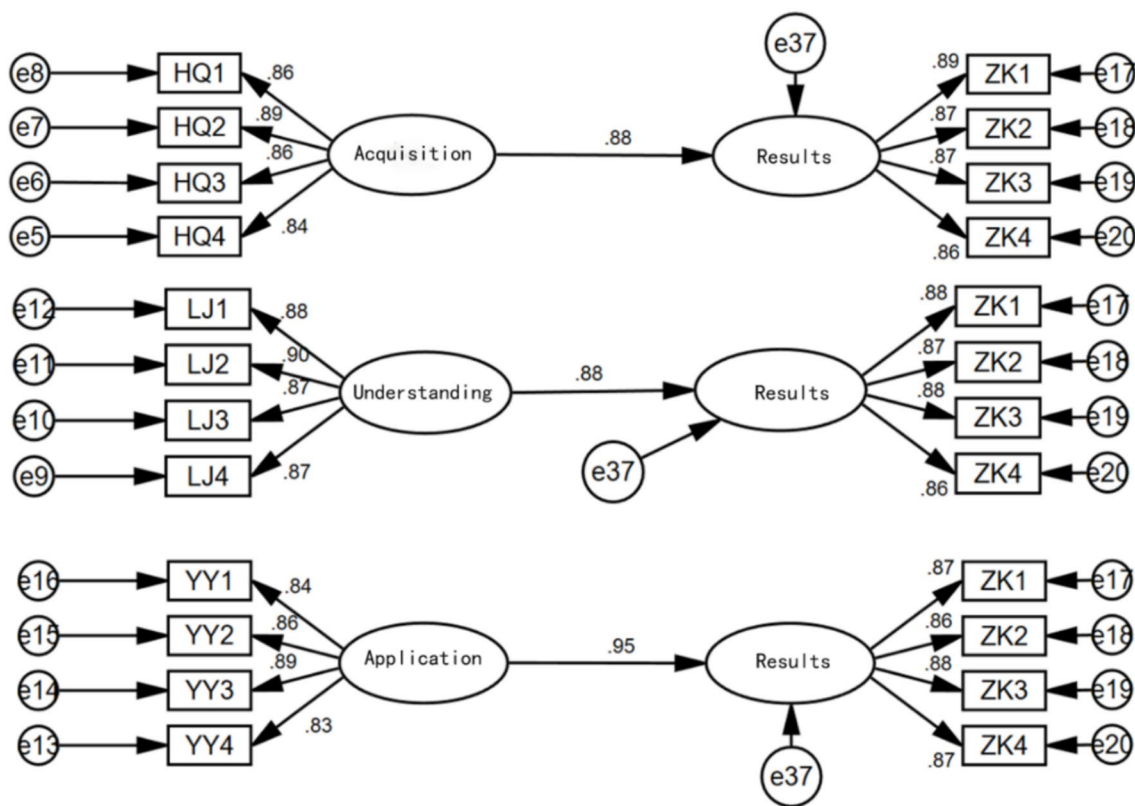 e37
e8 HQ1 .86 .89 ZK1 e17
e7 HQ2 .89 .87 ZK2 e18
Acquisition .88 Results
e6 HQ3 .86 .87 ZK3 e19
e5 HQ4 .84 .86 ZK4 e20
e12 LJ1 .88 .88 ZK1 e17
e11 LJ2 .90 .87 ZK2 e18
Understanding .88 Results
e10 LJ3 .87 .88 ZK3 e19
e9 LJ4 .87 .86 ZK4 e20
e37
e16 YY1 .84 .87 ZK1 e17
e15 YY2 .86 .86 ZK2 e18
Application .95 Results
e14 YY3 .89 .88 ZK3 e19
e13 YY4 .83 .87 ZK4 e20
e37